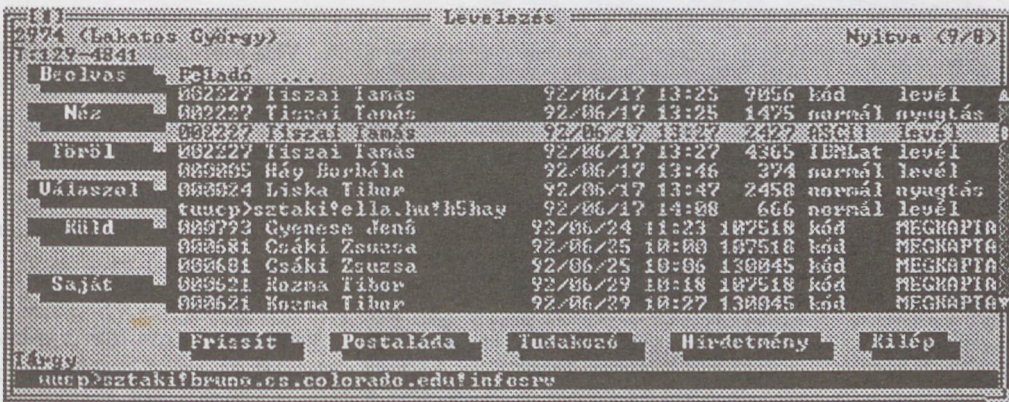 [■] Levelezés
2974 (Lakatos György) Nyitva (9/8)
T:129-4841
Beolvas Feladó ...
002227 Tiszai Tamás 92/06/17 13:25 9056 kód levél
Néz 002227 Tiszai Tamás 92/06/17 13:25 1475 normál nyugtás
002227 Tiszai Tamás 92/06/17 13:27 2427 ASCII levél
Töröl 002227 Tiszai Tamás 92/06/17 13:27 4365 IBMLat levél
000005 Háy Borbála 92/06/17 13:46 374 normál levél
Válaszol 000024 Liska Tibor 92/06/17 13:47 2458 normál nyugtás
tuucp>sztaki!ella.hu!h5hay 92/06/17 14:08 666 normál levél
Küld 000793 Gyenese Jenő 92/06/24 11:23 107518 kód MEGKAPTA
000681 Csáki Zsuzsa 92/06/25 10:00 107518 kód MEGKAPTA
000681 Csáki Zsuzsa 92/06/25 10:06 130045 kód MEGKAPTA
Saját 000621 Kozma Tibor 92/06/29 10:18 107518 kód MEGKAPTA
000621 Kozma Tibor 92/06/29 10:27 130045 kód MEGKAPTA
Frissít Postaláda Tudakozó Hirdetmény Kilép
Tárgy
uucp>sztaki!bruno.cs.colorado.edu!infosrv